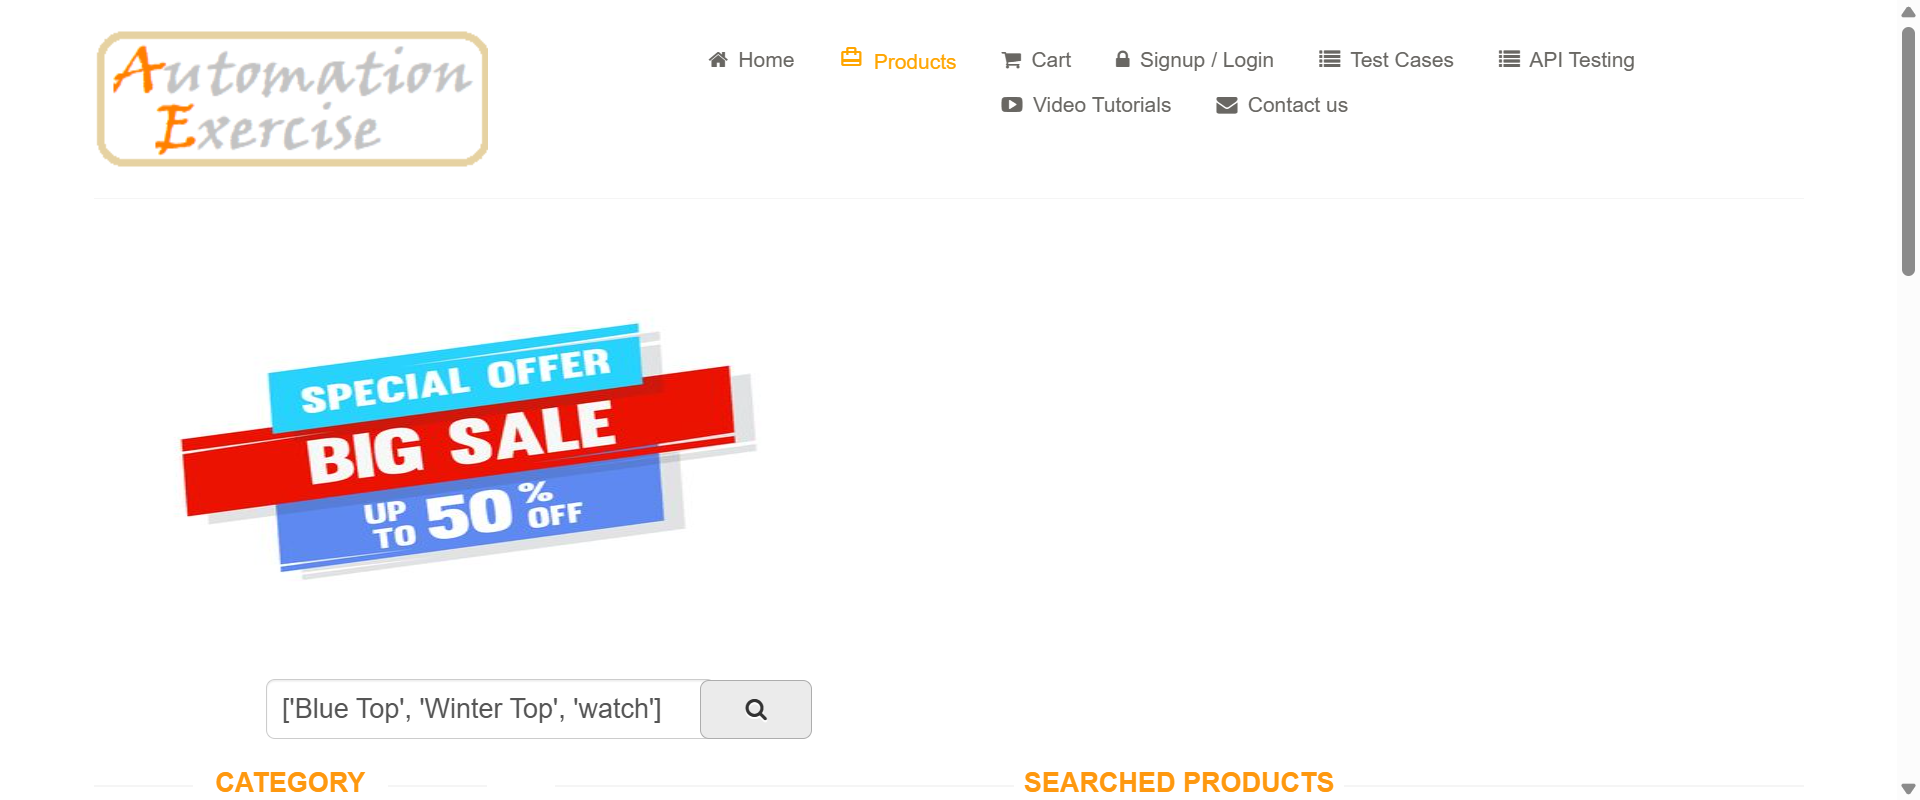 Automation
Exercise
Home Products Cart Signup / Login Test Cases API Testing
Video Tutorials Contact us
SPECIAL OFFER
BIG SALE
UP TO 50% OFF
['Blue Top', 'Winter Top', 'watch']
CATEGORY
SEARCHED PRODUCTS